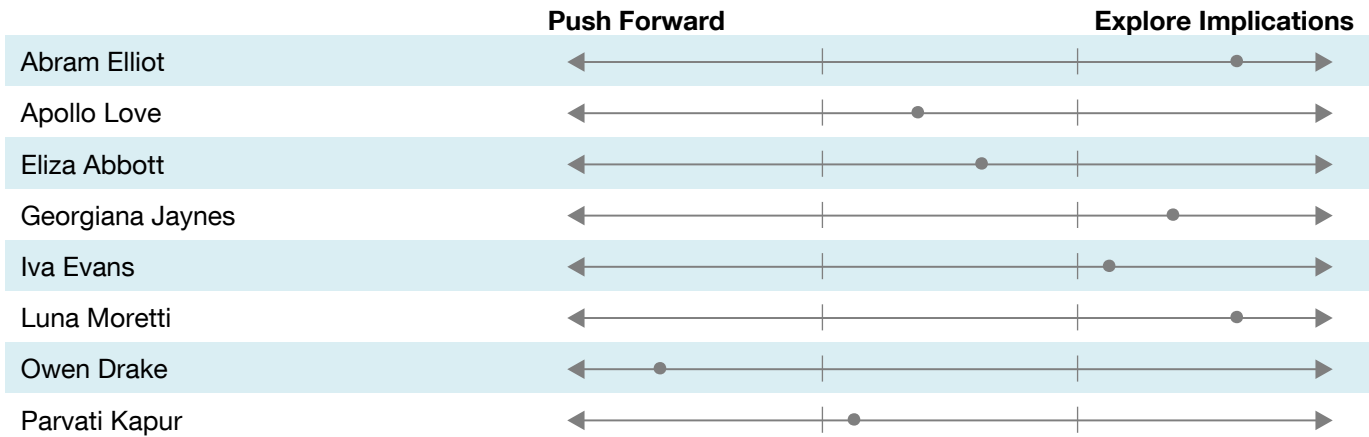 Push Forward Explore Implications
Abram Elliot
Apollo Love
Eliza Abbott
Georgiana Jaynes
Iva Evans
Luna Moretti
Owen Drake
Parvati Kapur